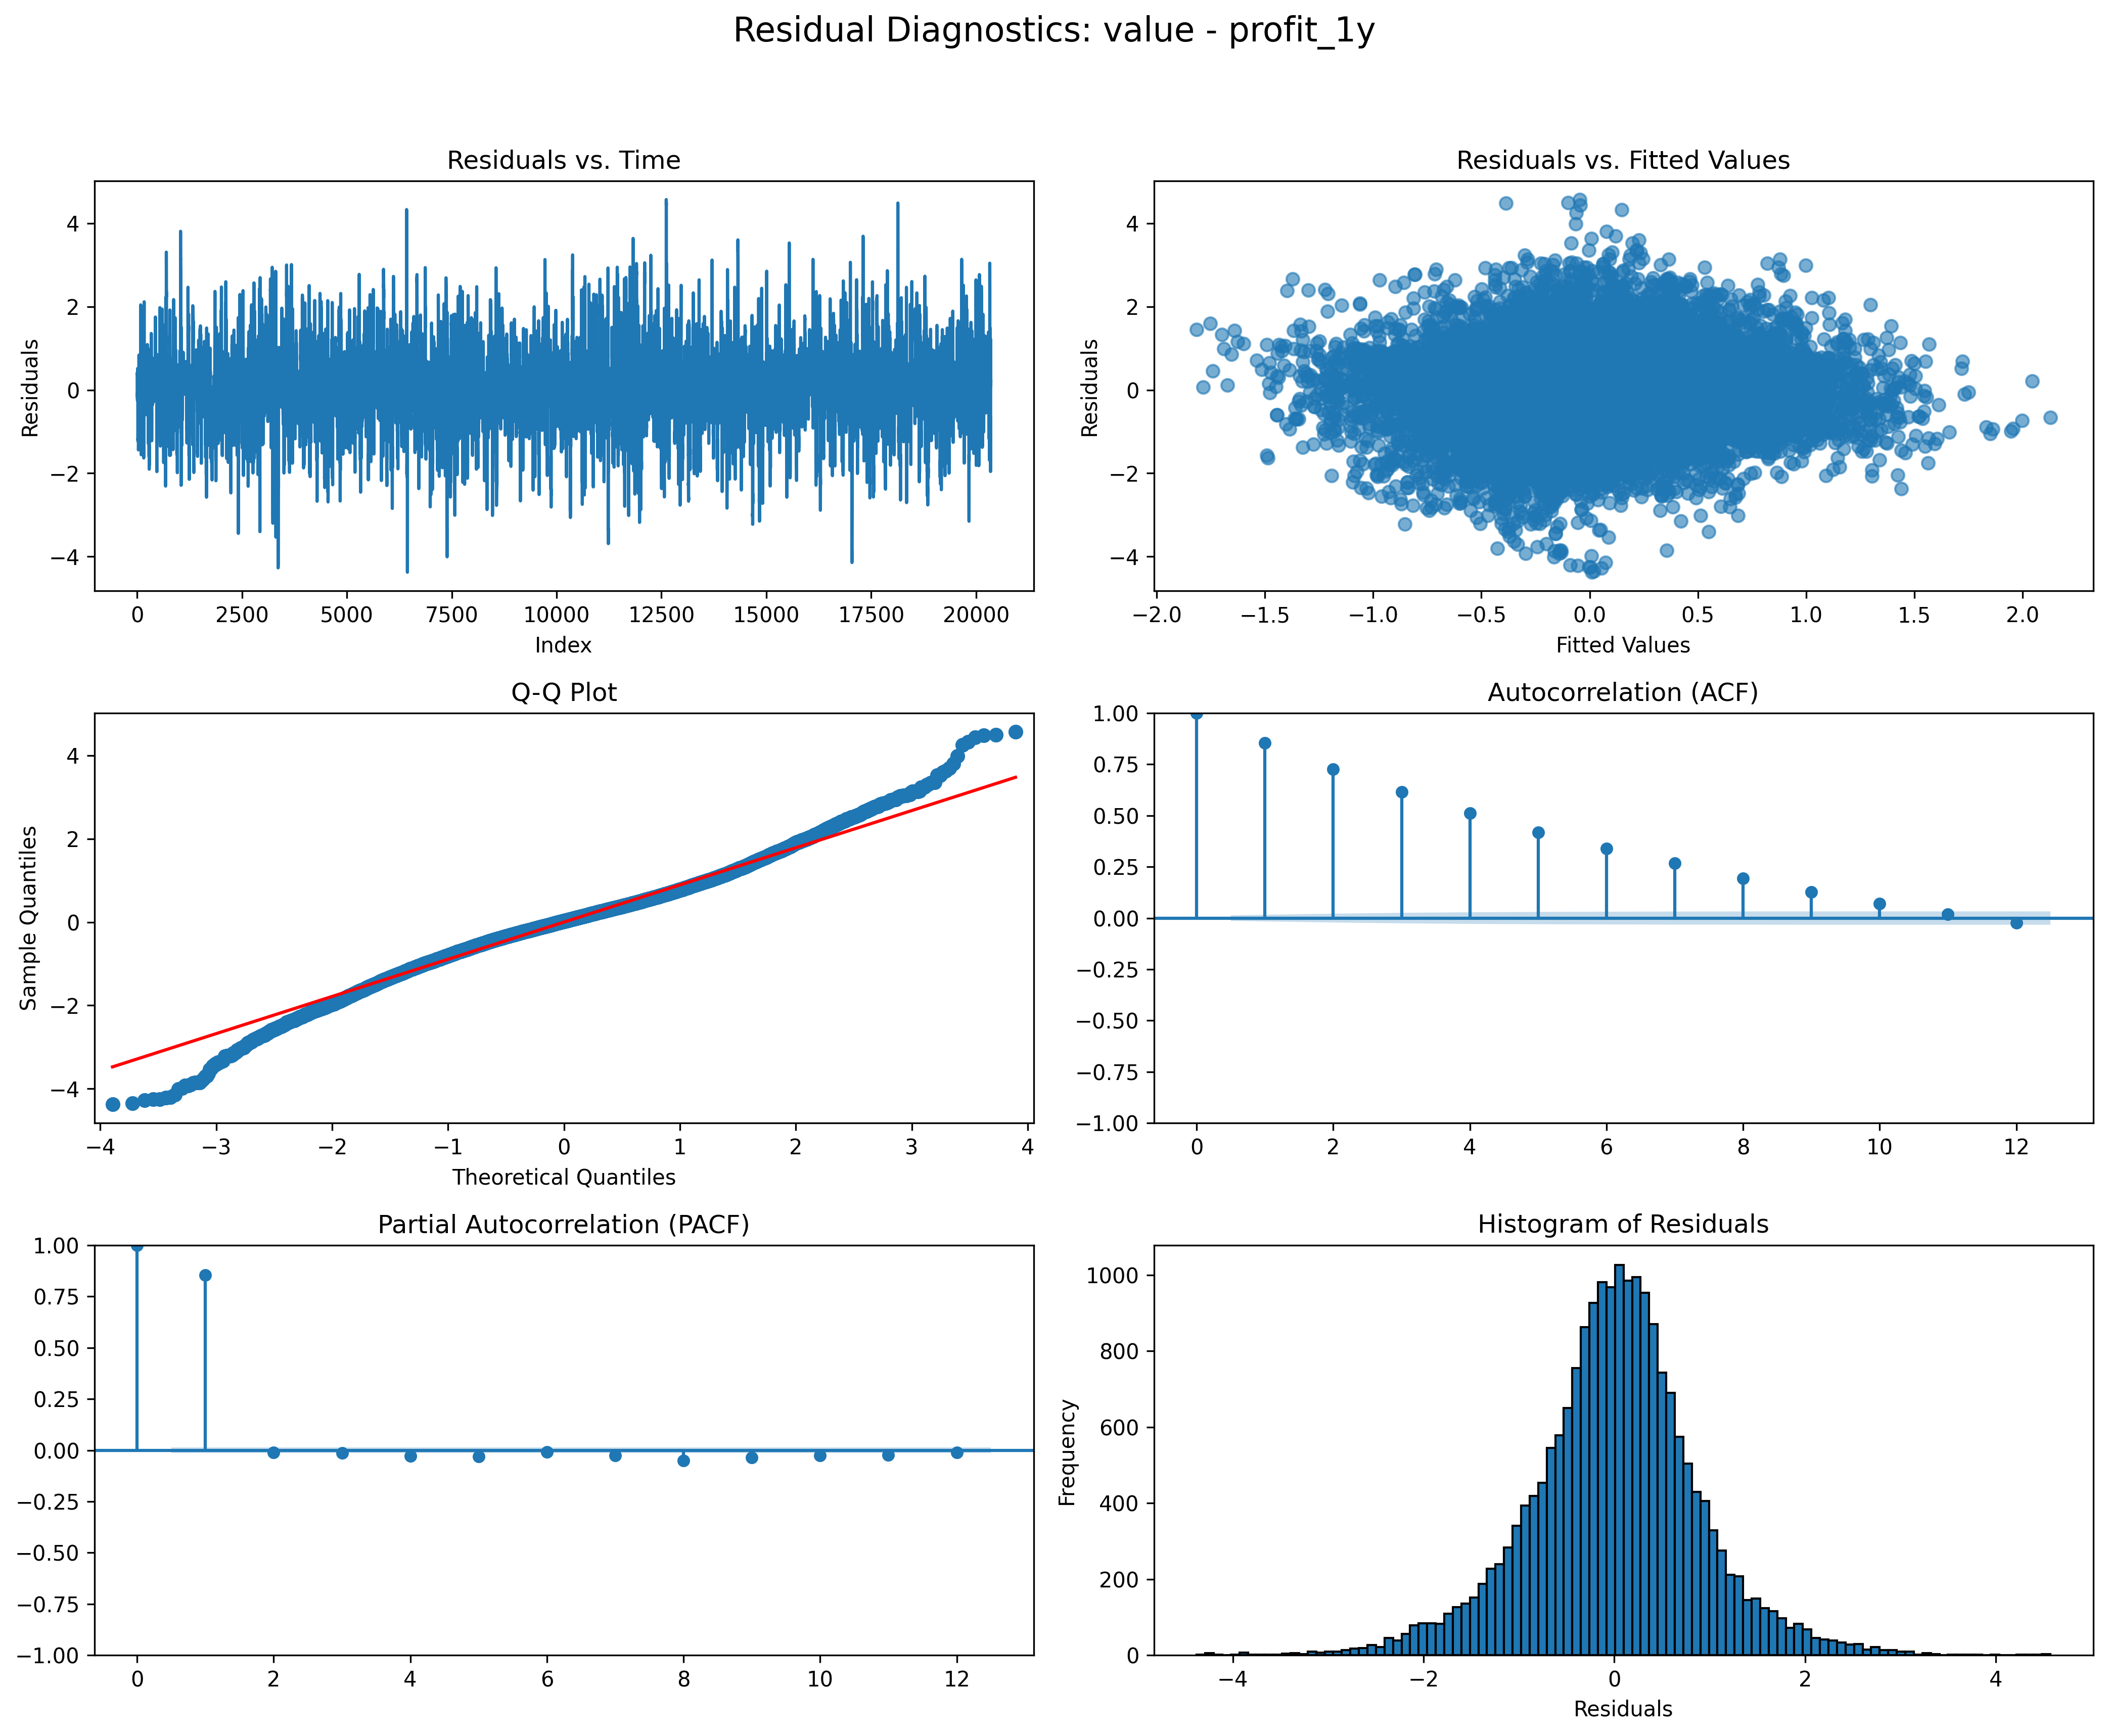 Residual Diagnostics: value - profit_1y
Residuals vs. Time
Residuals
4
2
0
−2
−4
0 2500 5000 7500 10000 12500 15000 17500 20000
Index
Residuals vs. Fitted Values
Residuals
4
2
0
−2
−4
−2.0 −1.5 −1.0 −0.5 0.0 0.5 1.0 1.5 2.0
Fitted Values
Q-Q Plot
Sample Quantiles
4
2
0
−2
−4
−4 −3 −2 −1 0 1 2 3 4
Theoretical Quantiles
Autocorrelation (ACF)
1.00
0.75
0.50
0.25
0.00
−0.25
−0.50
−0.75
−1.00
0 2 4 6 8 10 12
Partial Autocorrelation (PACF)
1.00
0.75
0.50
0.25
0.00
−0.25
−0.50
−0.75
−1.00
0 2 4 6 8 10 12
Histogram of Residuals
Frequency
1000
800
600
400
200
0
−4 −2 0 2 4
Residuals